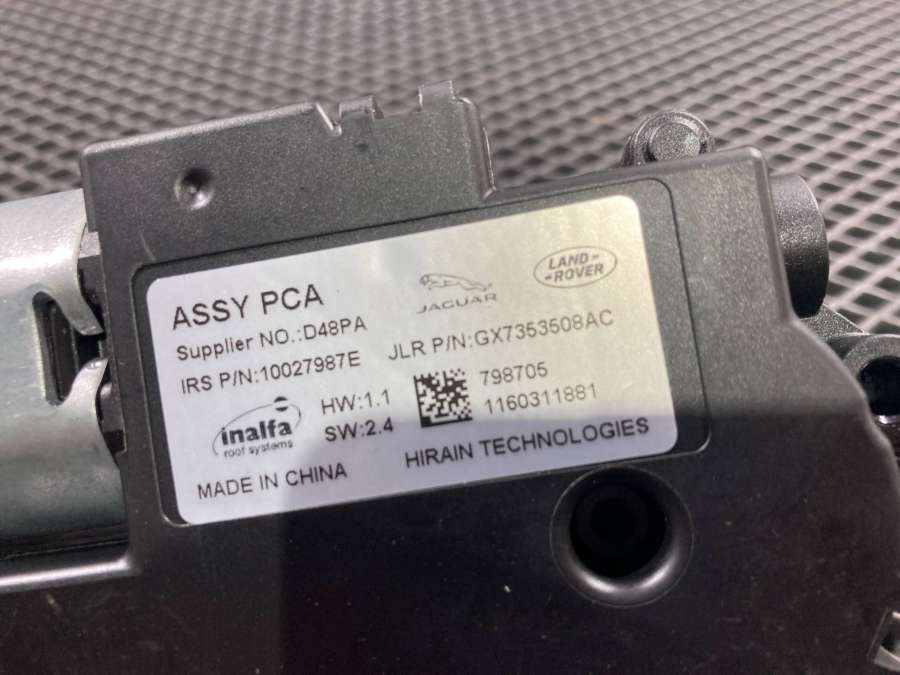 ASSY PCA
JAGUAR
LAND-
-ROVER
Supplier NO.:D48PA
JLR P/N:GX7353508AC
IRS P/N:10027987E
798705
1160311881
HW:1.1
SW:2.4
inalfa
roof systems
MADE IN CHINA
HIRAIN TECHNOLOGIES